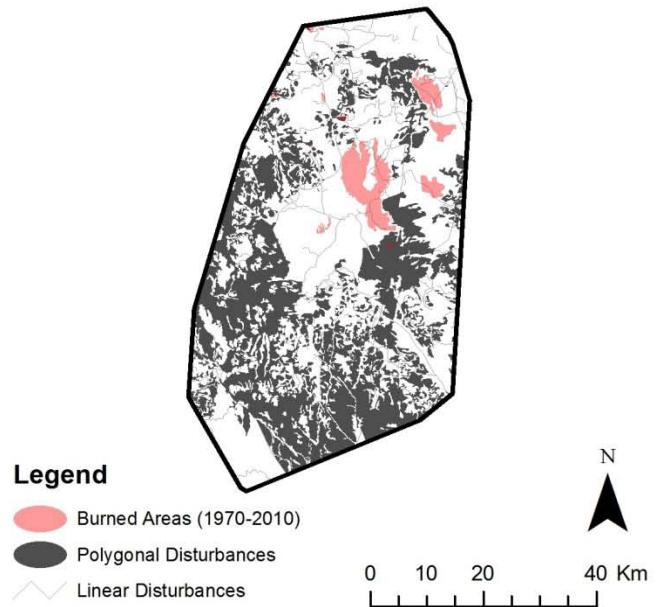 Legend
N
Burned Areas (1970-2010)
Polygonal Disturbances
Linear Disturbances
0 10 20 40 Km